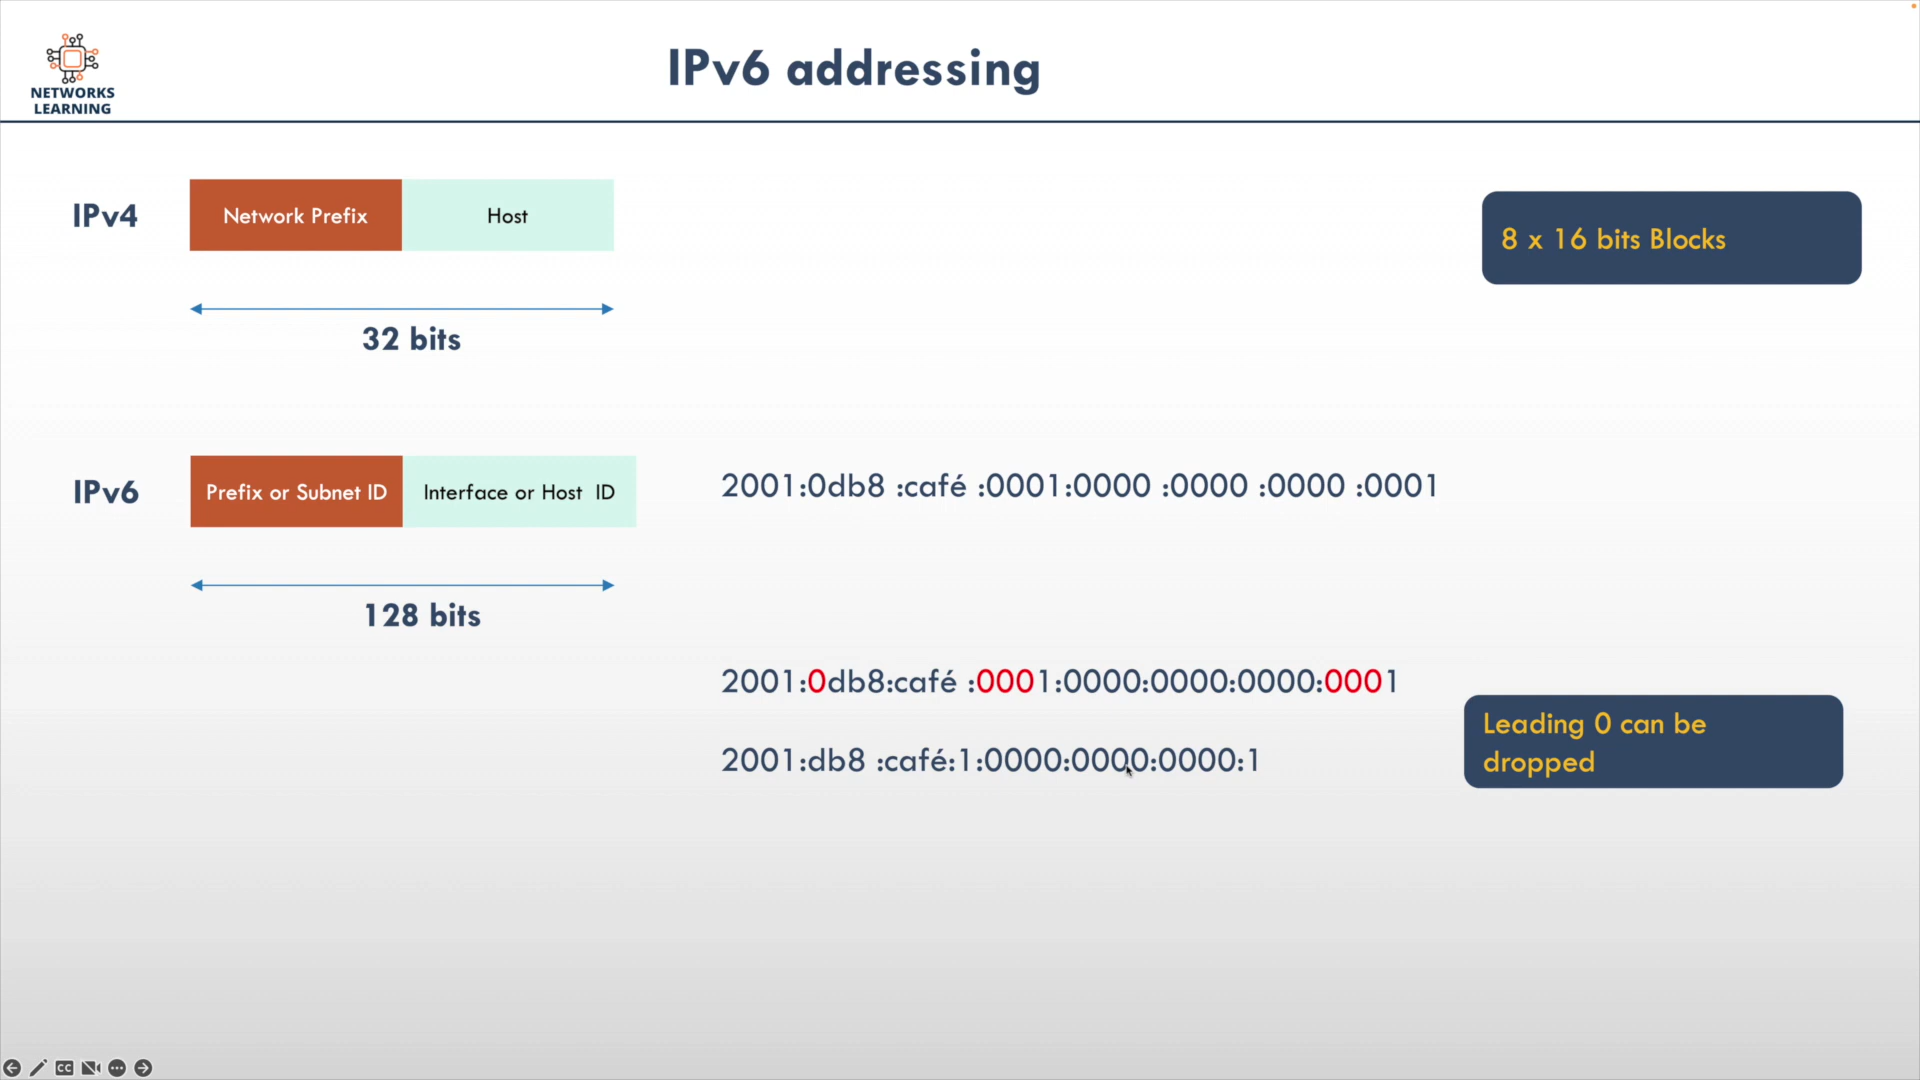 NETWORKS
LEARNING
IPv6 addressing
IPv4
Network Prefix
Host
8 x 16 bits Blocks
32 bits
IPv6
Prefix or Subnet ID
Interface or Host ID
2001:0db8 :café :0001:0000 :0000 :0000 :0001
128 bits
2001:0db8:café :0001:0000:0000:0000:0001
Leading 0 can be
dropped
2001:db8 :café:1:0000:0000:0000:1
CC